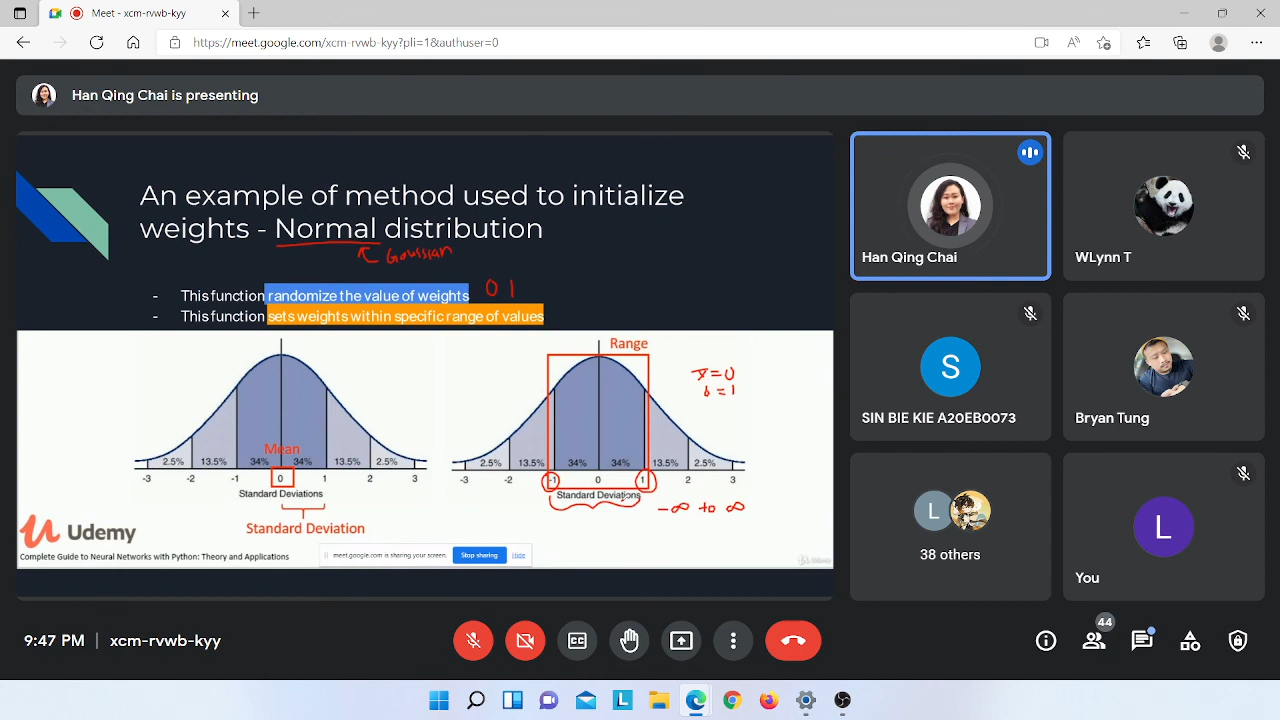 Meet - xcm-rvwb-kyy
https://meet.google.com/xcm-rvwb-kyy?pli=1&authuser=0
Han Qing Chai is presenting
An example of method used to initialize
weights - Normal distribution
Gaussian
- This function randomize the value of weights 0 1
- This function sets weights within specific range of values
Mean
2.5% 13.5% 34% 34% 13.5% 2.5%
-3 -2 -1 0 1 2 3
Standard Deviations
Standard Deviation
Range
x̄ = 0
σ = 1
2.5% 13.5% 34% 34% 13.5% 2.5%
-3 -2 -1 0 1 2 3
Standard Deviations
-∞ to ∞
Udemy
Complete Guide to Neural Networks with Python: Theory and Applications
meet.google.com is sharing your screen. Stop sharing Hide
Udemy
Han Qing Chai
WLynn T
S
SIN BIE KIE A20EB0073
Bryan Tung
L
38 others
L
You
9:47 PM | xcm-rvwb-kyy
CC
44
L